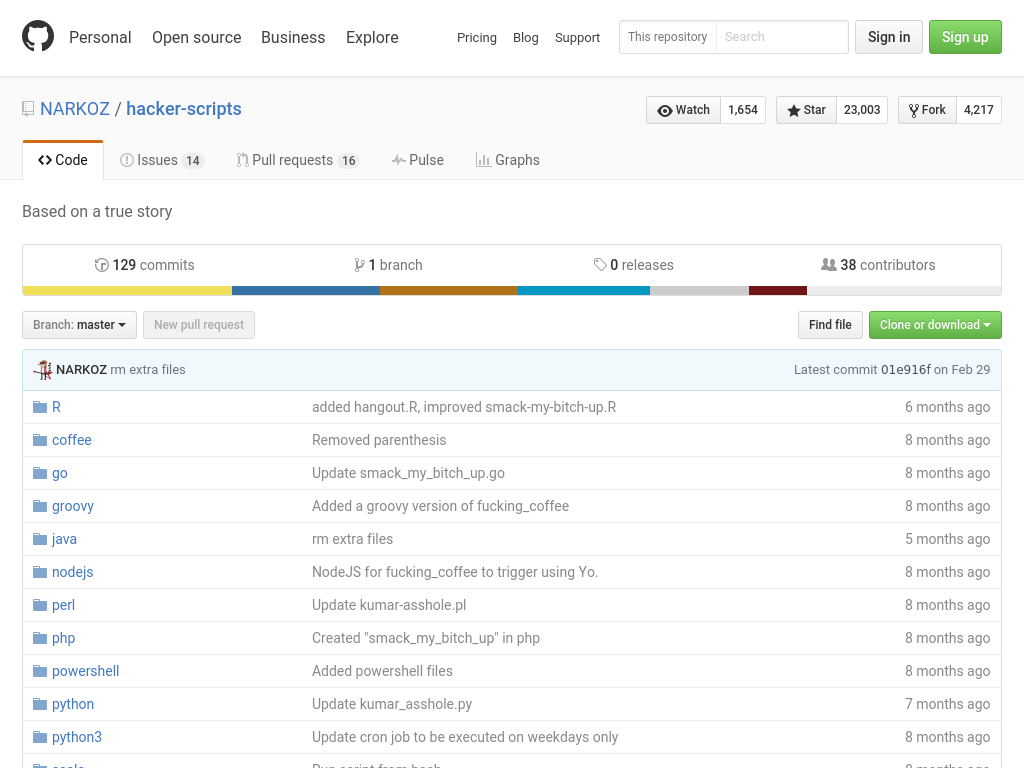 Personal Open source Business Explore Pricing Blog Support This repository Search Sign in Sign up
NARKOZ / hacker-scripts Watch 1,654 Star 23,003 Fork 4,217
Code Issues 14 Pull requests 16 Pulse Graphs
Based on a true story
129 commits 1 branch 0 releases 38 contributors
Branch: master New pull request Find file Clone or download
NARKOZ rm extra files Latest commit 01e916f on Feb 29
R added hangout.R, improved smack-my-bitch-up.R 6 months ago
coffee Removed parenthesis 8 months ago
go Update smack_my_bitch_up.go 8 months ago
groovy Added a groovy version of fucking_coffee 8 months ago
java rm extra files 5 months ago
nodejs NodeJS for fucking_coffee to trigger using Yo. 8 months ago
perl Update kumar-asshole.pl 8 months ago
php Created "smack_my_bitch_up" in php 8 months ago
powershell Added powershell files 8 months ago
python Update kumar_asshole.py 7 months ago
python3 Update cron job to be executed on weekdays only 8 months ago